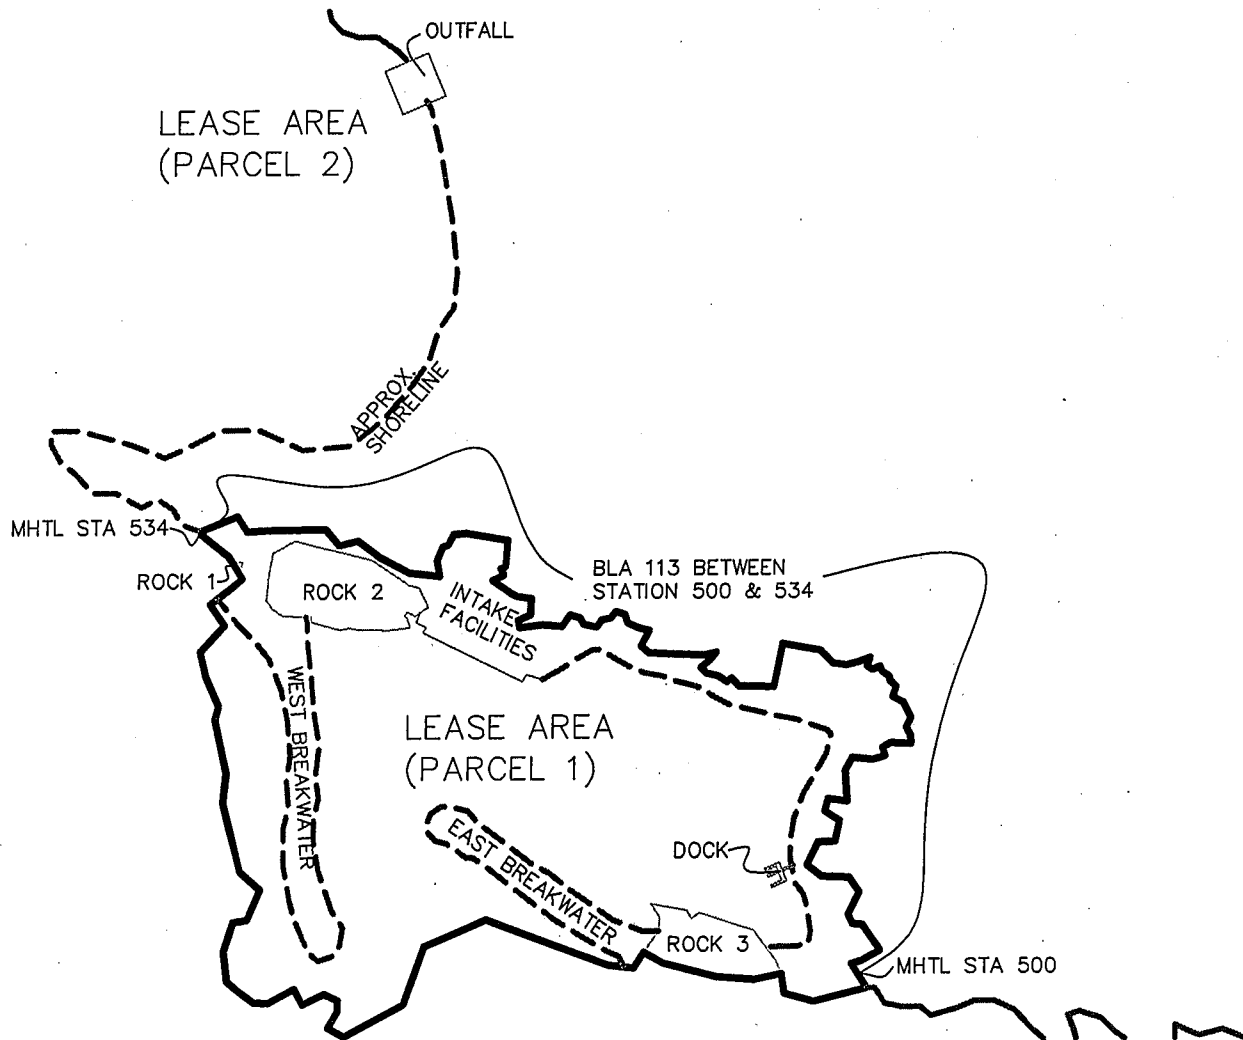 OUTFALL
LEASE AREA
(PARCEL 2)
APPROX.
SHORELINE
MHTL STA 534
ROCK 1
ROCK 2
INTAKE
FACILITIES
BLA 113 BETWEEN
STATION 500 & 534
WEST BREAKWATER
LEASE AREA
(PARCEL 1)
EAST BREAKWATER
DOCK
ROCK 3
MHTL STA 500